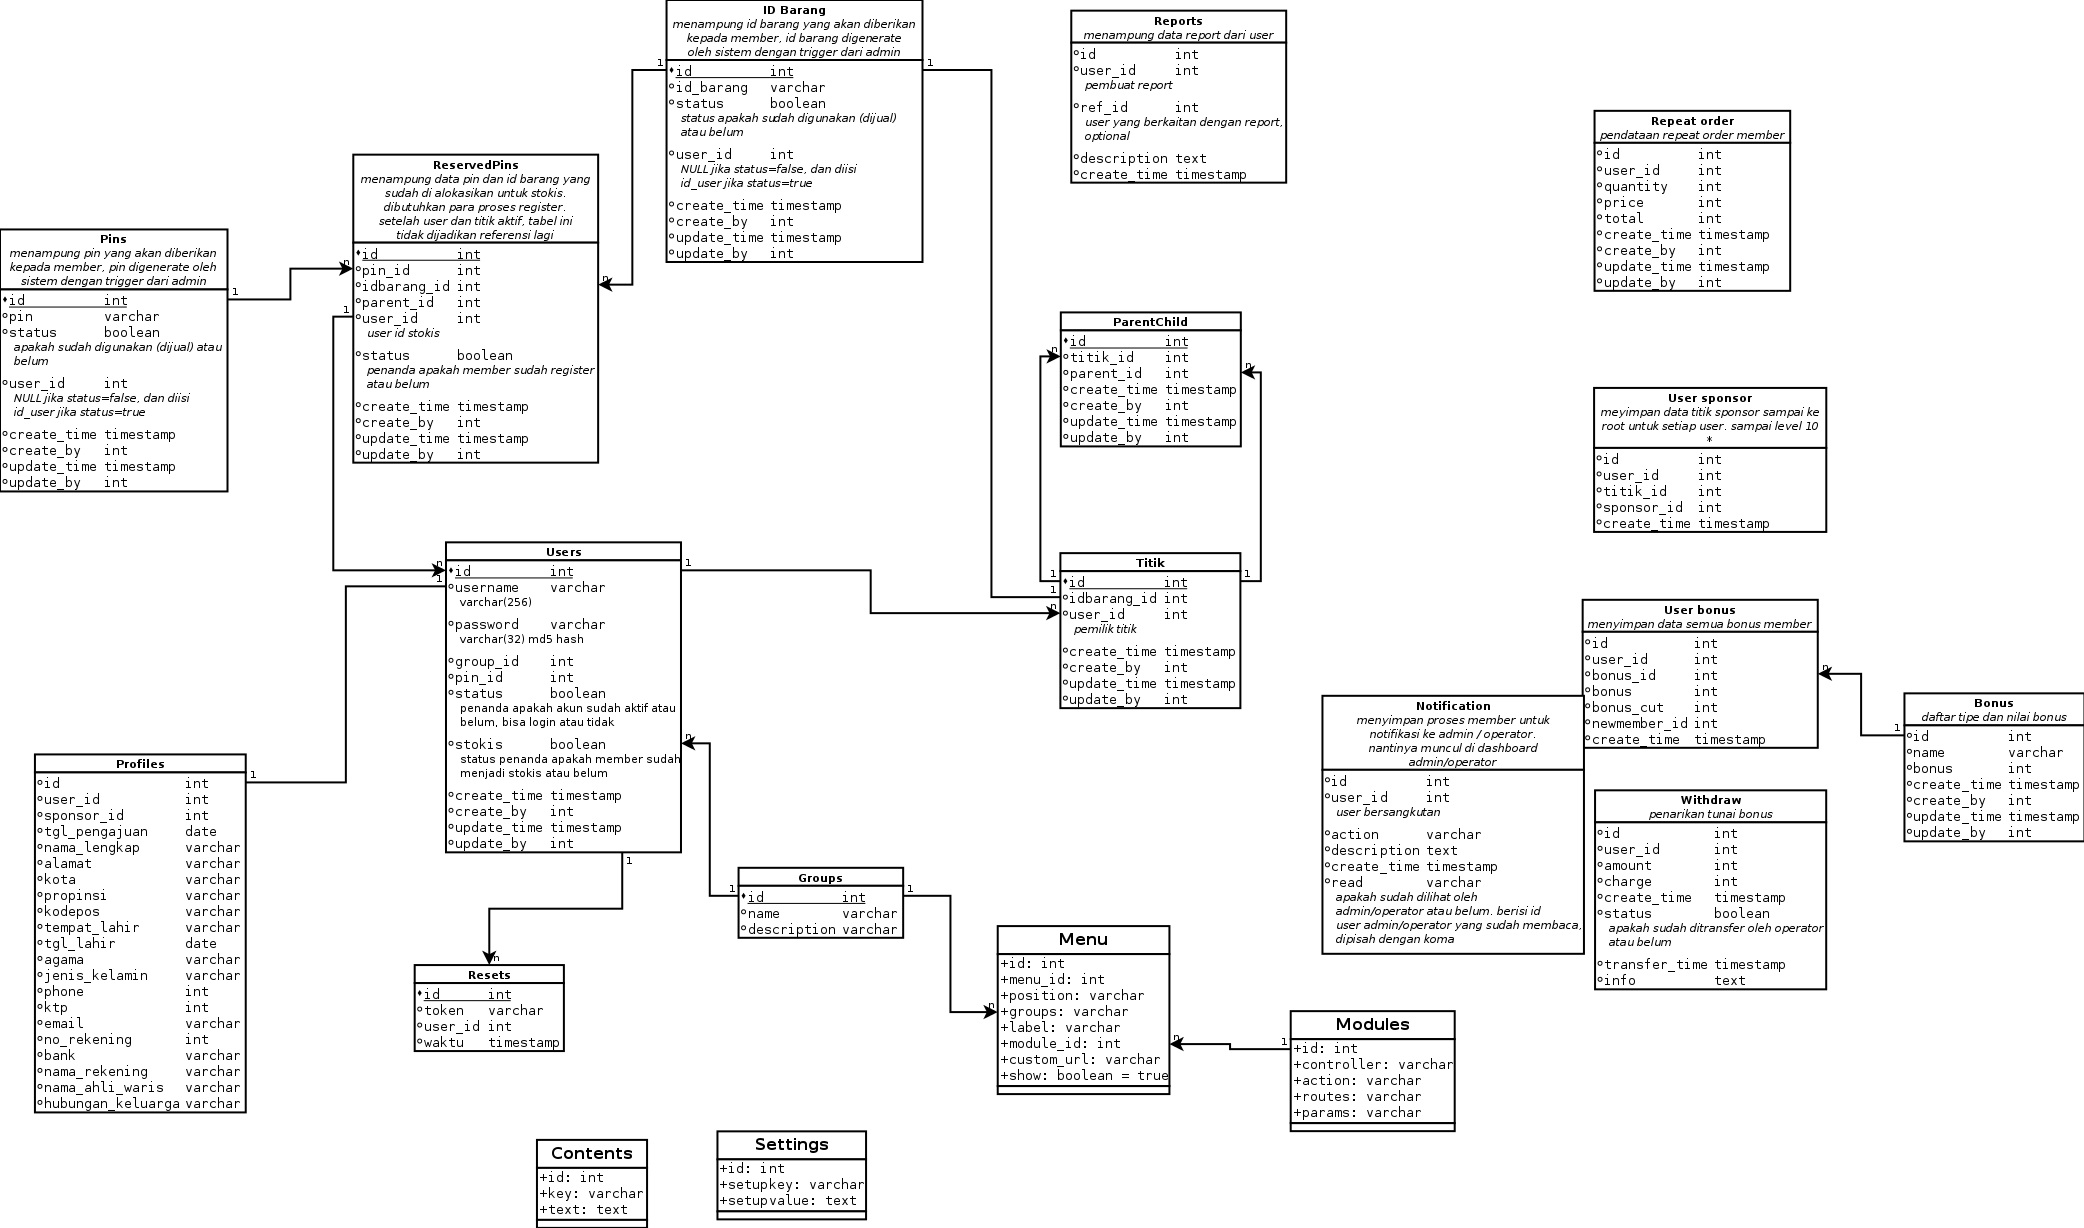 ID Barang
menampung id barang yang akan diberikan
kepada member, id barang digenerate
oleh sistem dengan trigger dari admin
id int
id_barang varchar
status boolean
status apakah sudah digunakan (dijual)
atau belum
user_id int
NULL jika status=false, dan diisi
id_user jika status=true
create_time timestamp
create_by int
update_time timestamp
update_by int
1
1
Reports
menampung data report dari user
id int
user_id int
pembuat report
ref_id int
user yang berkaitan dengan report,
optional
description text
create_time timestamp
Repeat order
pendataan repeat order member
id int
user_id int
quantity int
price int
total int
create_time timestamp
create_by int
update_time timestamp
update_by int
ReservedPins
menampung data pin dan id barang yang
sudah di alokasikan untuk stokis.
dibutuhkan para proses register.
setelah user dan titik aktif, tabel ini
tidak dijadikan referensi lagi
id int
pin_id int
idbarang_id int
parent_id int
user_id int
user id stokis
status boolean
penanda apakah member sudah register
atau belum
create_time timestamp
create_by int
update_time timestamp
update_by int
n
n
1
Pins
menampung pin yang akan diberikan
kepada member, pin digenerate oleh
sistem dengan trigger dari admin
id int
pin varchar
status boolean
apakah sudah digunakan (dijual) atau
belum
user_id int
NULL jika status=false, dan diisi
id_user jika status=true
create_time timestamp
create_by int
update_time timestamp
update_by int
1
ParentChild
id int
titik_id int
parent_id int
create_time timestamp
create_by int
update_time timestamp
update_by int
n
n
User sponsor
meyimpan data titik sponsor sampai ke
root untuk setiap user. sampai level 10
*
id int
user_id int
titik_id int
sponsor_id int
create_time timestamp
Users
id int
username varchar
varchar(256)
password varchar
varchar(32) md5 hash
group_id int
pin_id int
status boolean
penanda apakah akun sudah aktif atau
belum, bisa login atau tidak
stokis boolean
status penanda apakah member sudah
menjadi stokis atau belum
create_time timestamp
create_by int
update_time timestamp
update_by int
n
1
1
n
1
Titik
id int
idbarang_id int
user_id int
pemilik titik
create_time timestamp
create_by int
update_time timestamp
update_by int
1
1
n
1
User bonus
menyimpan data semua bonus member
id int
user_id int
bonus_id int
bonus int
bonus_cut int
newmember_id int
create_time timestamp
n
Notification
menyimpan proses member untuk
notifikasi ke admin / operator.
nantinya muncul di dashboard
admin/operator
id int
user_id int
user bersangkutan
action varchar
description text
create_time timestamp
read varchar
apakah sudah dilihat oleh
admin/operator atau belum. berisi id
user admin/operator yang sudah membaca,
dipisah dengan koma
Bonus
daftar tipe dan nilai bonus
id int
name varchar
bonus int
create_time timestamp
create_by int
update_time timestamp
update_by int
1
Withdraw
penarikan tunai bonus
id int
user_id int
amount int
charge int
create_time timestamp
status boolean
apakah sudah ditransfer oleh operator
atau belum
transfer_time timestamp
info text
Profiles
id int
user_id int
sponsor_id int
tgl_pengajuan date
nama_lengkap varchar
alamat varchar
kota varchar
propinsi varchar
kodepos varchar
tempat_lahir varchar
tgl_lahir date
agama varchar
jenis_kelamin varchar
phone int
ktp int
email varchar
no_rekening int
bank varchar
nama_rekening varchar
nama_ahli_waris varchar
hubungan_keluarga varchar
1
Groups
id int
name varchar
description varchar
1
1
Resets
id int
token varchar
user_id int
waktu timestamp
n
Menu
+id: int
+menu_id: int
+position: varchar
+groups: varchar
+label: varchar
+module_id: int
+custom_url: varchar
+show: boolean = true
n
n
Modules
+id: int
+controller: varchar
+action: varchar
+routes: varchar
+params: varchar
1
Contents
+id: int
+key: varchar
+text: text
Settings
+id: int
+setupkey: varchar
+setupvalue: text